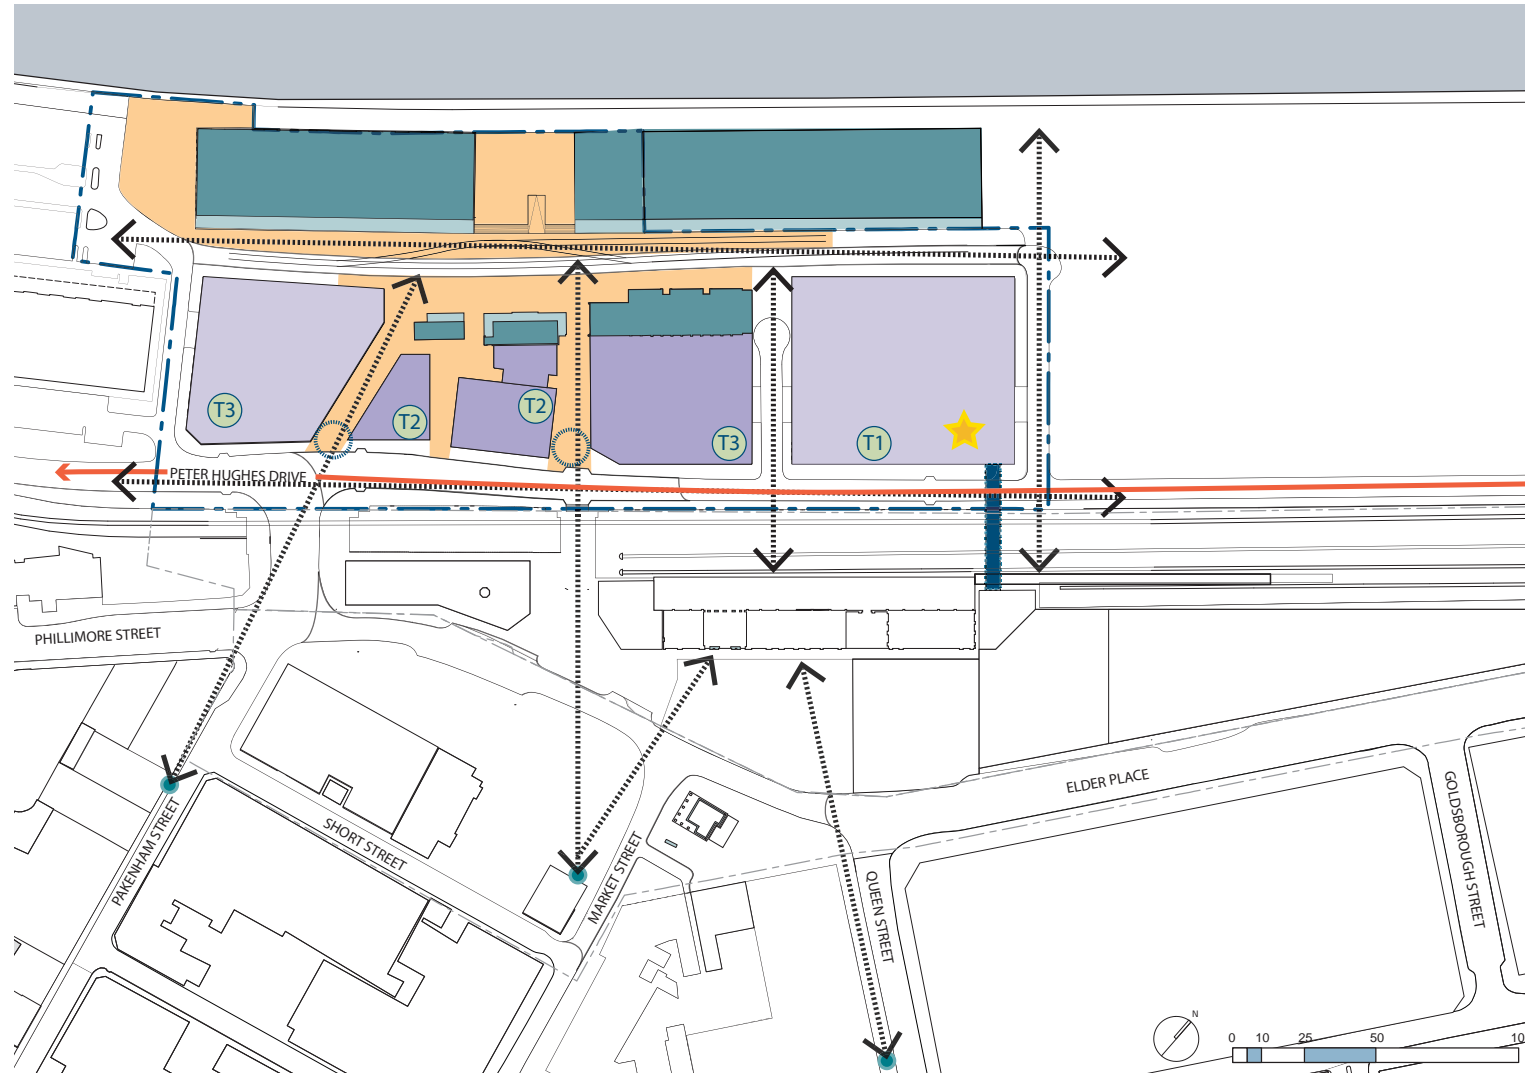 T3
T2
T2
T3
T1
PETER HUGHES DRIVE
PHILLIMORE STREET
ELDER PLACE
GOLDSBOROUGH STREET
SHORT STREET
PAKENHAM STREET
MARKET STREET
QUEEN STREET
N
0 10 25 50 10